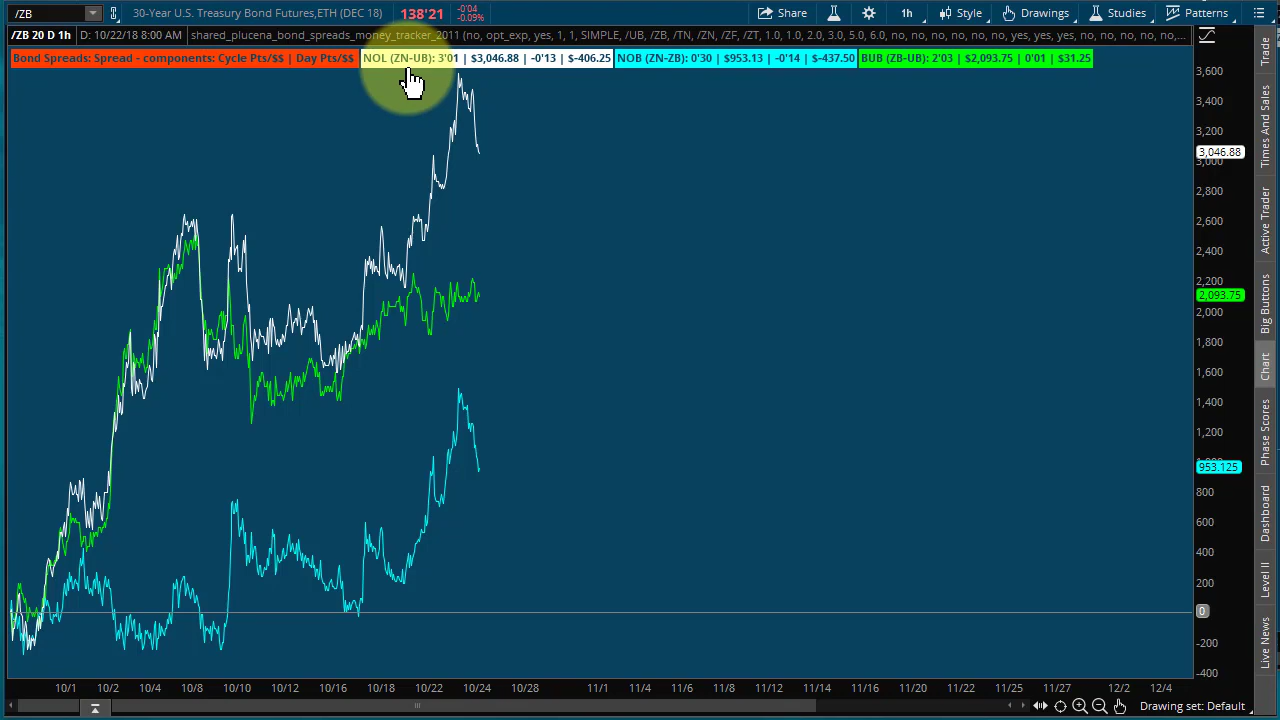 /ZB 30-Year U.S. Treasury Bond Futures,ETH (DEC 18) 138'21 -0'04 -0.09% Share 1h Style Drawings Studies Patterns
/ZB 20 D 1h D: 10/22/18 8:00 AM shared_plucena_bond_spreads_money_tracker_2011 (no, opt_exp, yes, 1, 1, SIMPLE, /UB, /ZB, /TN, /ZN, /ZF, /ZT, 1.0, 1.0, 2.0, 3.0, 5.0, 6.0, no, no, no, no, no, yes, yes, yes, no, no, no, no,...
Bond Spreads: Spread - components: Cycle Pts/$$ | Day Pts/$$ NOL (ZN-UB): 3'01 | $3,046.88 | -0'13 | $-406.25 NOB (ZN-ZB): 0'30 | $953.13 | -0'14 | $-437.50 BUB (ZB-UB): 2'03 | $2,093.75 | 0'01 | $31.25
3,600
3,400
3,200
3,046.88
3,000
2,800
2,600
2,400
2,200
2,093.75
2,000
1,800
1,600
1,400
1,200
953.125
800
600
400
200
0
-200
-400
10/1 10/2 10/4 10/8 10/10 10/12 10/16 10/18 10/22 10/24 10/28 11/1 11/5 11/7 11/11 11/13 11/15 11/19 11/21 11/25 11/27 12/2 12/4
Drawing set: Default
Trade
Times And Sales
Active Trader
Big Buttons
Chart
Phase Scores
Dashboard
Level II
Live News